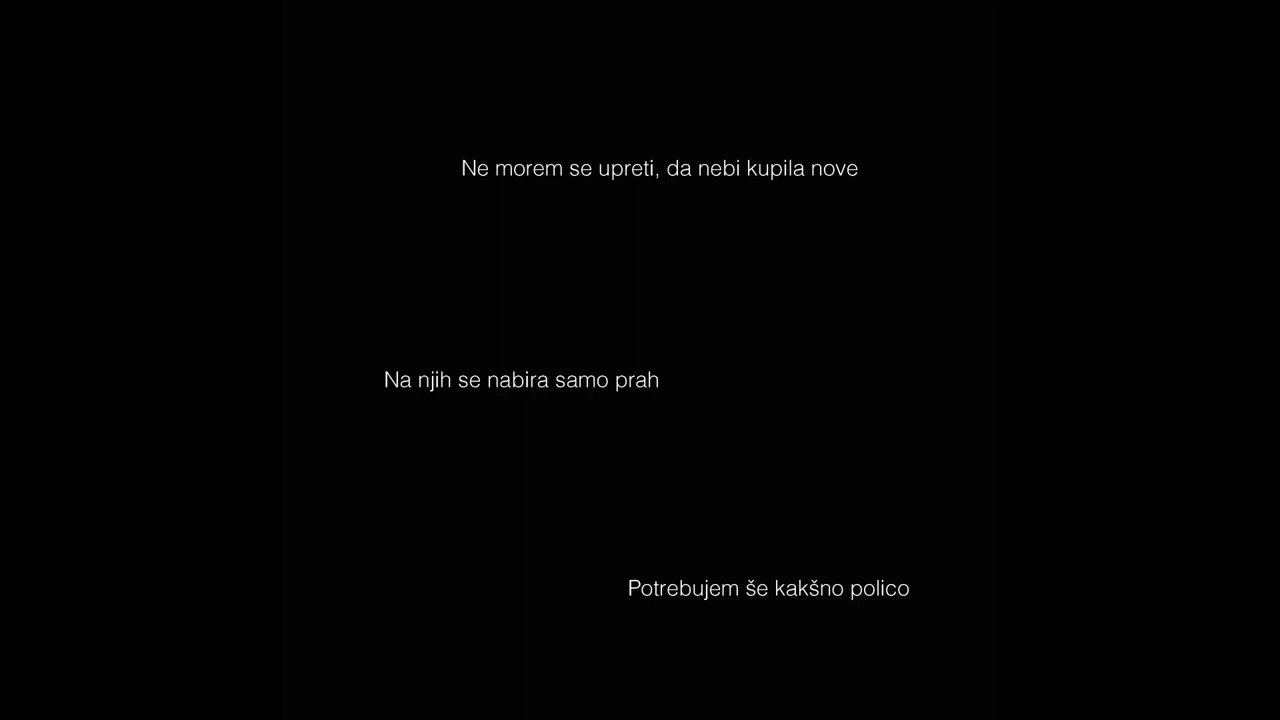 Ne morem se upreti, da nebi kupila nove
Na njih se nabira samo prah
Potrebujem še kakšno polico